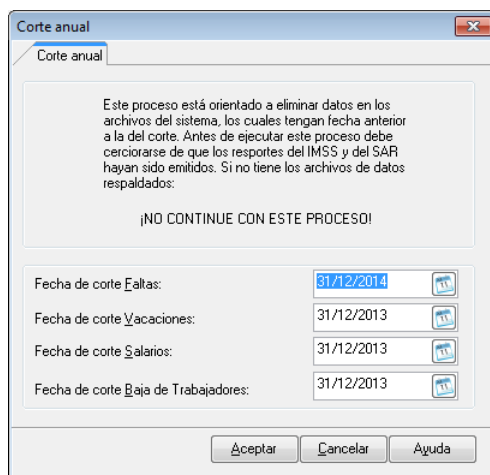 Corte anual
Corte anual
Este proceso está orientado a eliminar datos en los
archivos del sistema, los cuales tengan fecha anterior
a la del corte. Antes de ejecutar este proceso debe
cerciorarse de que los resportes del IMSS y del SAR
hayan sido emitidos. Si no tiene los archivos de datos
respaldados:
¡NO CONTINUE CON ESTE PROCESO!
Fecha de corte Faltas: 31/12/2014
Fecha de corte Vacaciones: 31/12/2013
Fecha de corte Salarios: 31/12/2013
Fecha de corte Baja de Trabajadores: 31/12/2013
Aceptar Cancelar Ayuda